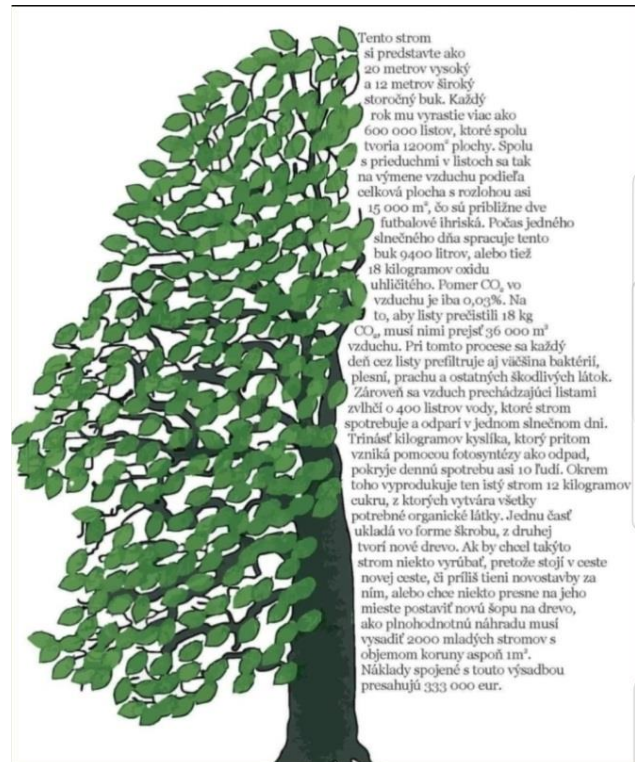 Tento strom
si predstavte ako
20 metrov vysoký
a 12 metrov široký
storočný buk. Každý
rok mu vyrastie viac ako
600 000 listov, ktoré spolu
tvoria 1200m² plochy. Spolu
s prieduchmi v listoch sa tak
na výmene vzduchu podieľa
celková plocha s rozlohou asi
15 000 m², čo sú približne dve
futbalové ihriská. Počas jedného
slnečného dňa spracuje tento
buk 9400 litrov, alebo tiež
18 kilogramov oxidu
uhličitého. Pomer CO₂ vo
vzduchu je iba 0,03%. Na
to, aby listy prečistili 18 kg
CO₂, musí nimi prejsť 36 000 m²
vzduchu. Pri tomto procese sa každý
deň cez listy prefiltruje aj väčšina baktérií,
plesní, prachu a ostatných škodlivých látok.
Zároveň sa vzduch prechádzajúci listami
zvlhčí o 400 listrov vody, ktoré strom
spotrebuje a odparí v jednom slnečnom dni.
Trinásť kilogramov kyslíka, ktorý pritom
vzniká pomocou fotosyntézy ako odpad,
pokryje dennú spotrebu asi 10 ľudí. Okrem
toho vyprodukuje ten istý strom 12 kilogramov
cukru, z ktorých vytvára všetky
potrebné organické látky. Jednu časť
ukladá vo forme škrobu, z druhej
tvorí nové drevo. Ak by chcel takýto
strom niekto vyrúbať, pretože stojí v ceste
novej ceste, či príliš tieni novostavby za
ním, alebo chce niekto presne na jeho
mieste postaviť novú šopu na drevo,
ako plnohodnotnú náhradu musí
vysadiť 2000 mladých stromov s
objemom koruny aspoň 1m².
Náklady spojené s touto výsadbou
presahujú 333 000 eur.